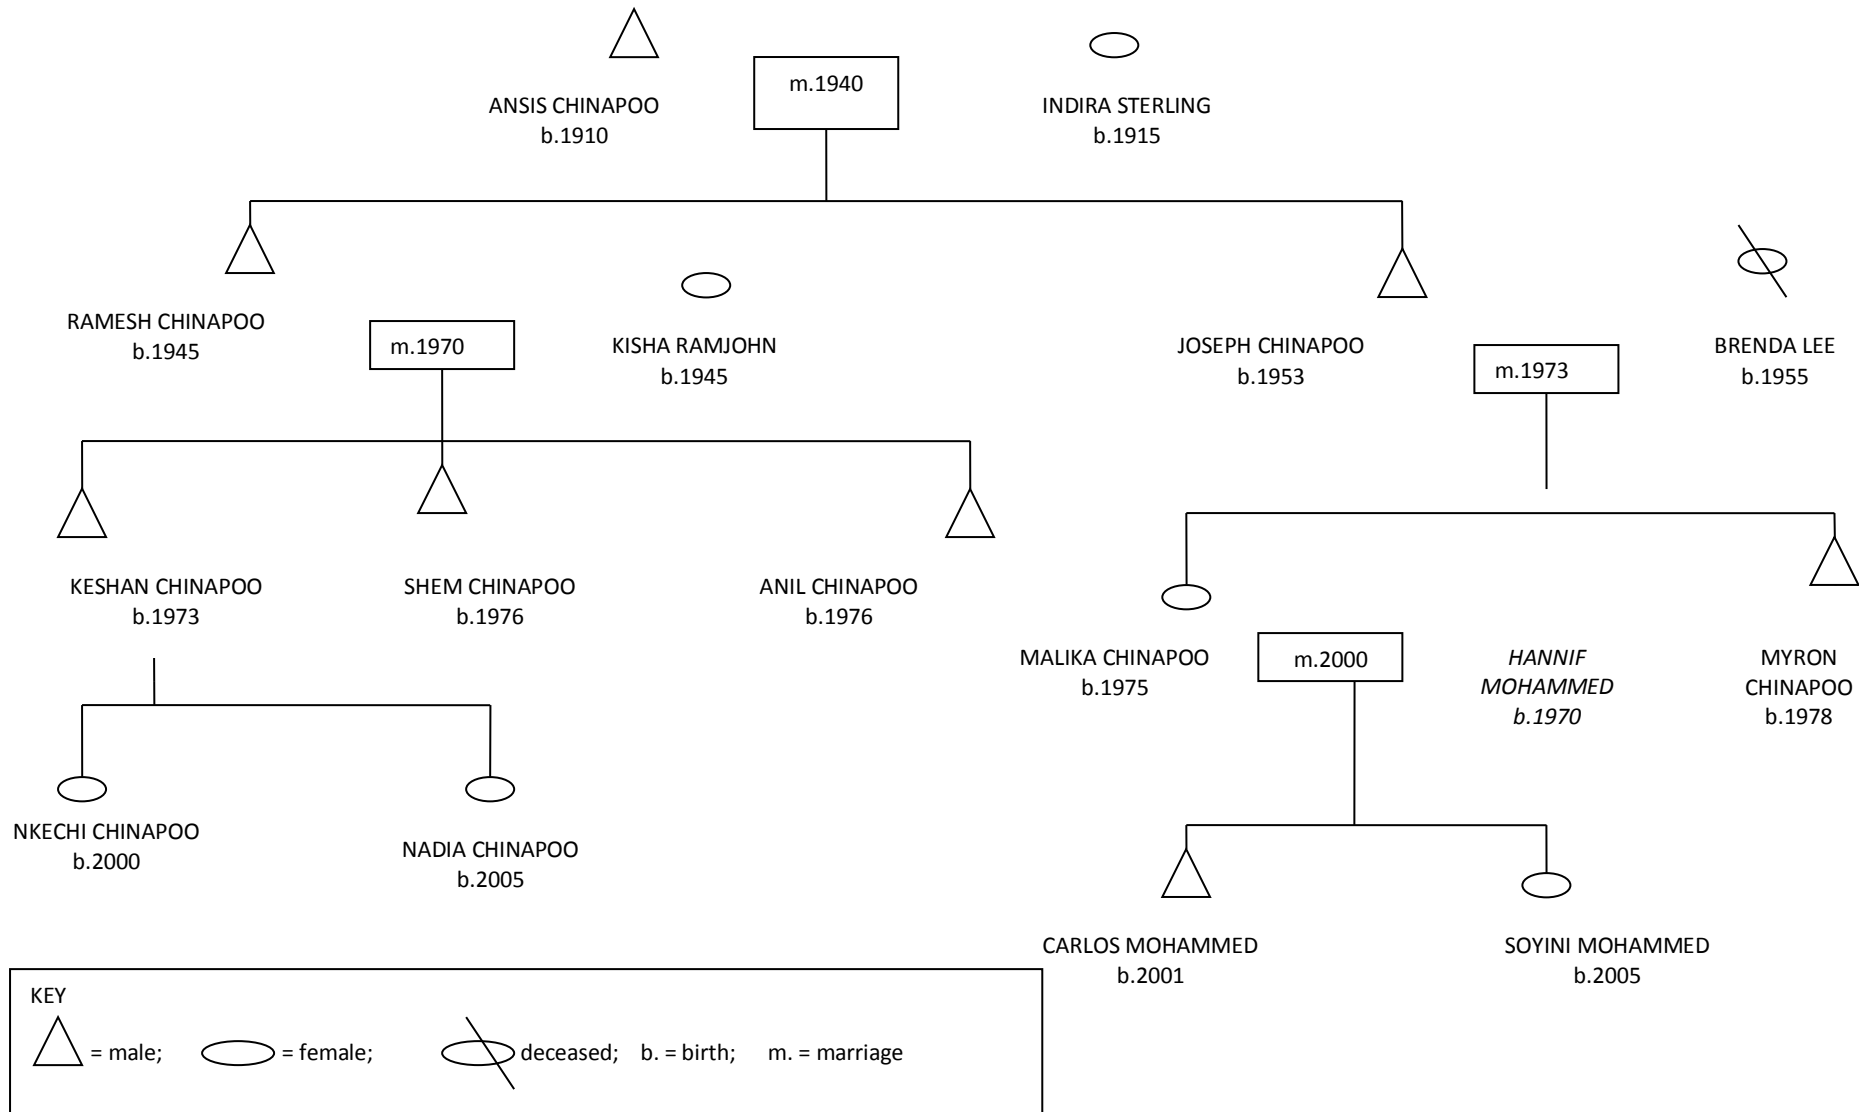 ANSIS CHINAPOO
b.1910
m.1940
INDIRA STERLING
b.1915
RAMESH CHINAPOO
b.1945
m.1970
KISHA RAMJOHN
b.1945
JOSEPH CHINAPOO
b.1953
m.1973
BRENDA LEE
b.1955
KESHAN CHINAPOO
b.1973
SHEM CHINAPOO
b.1976
ANIL CHINAPOO
b.1976
MALIKA CHINAPOO
b.1975
m.2000
HANNIF
MOHAMMED
b.1970
MYRON
CHINAPOO
b.1978
NKECHI CHINAPOO
b.2000
NADIA CHINAPOO
b.2005
CARLOS MOHAMMED
b.2001
SOYINI MOHAMMED
b.2005
KEY
= male; = female; deceased; b. = birth; m. = marriage